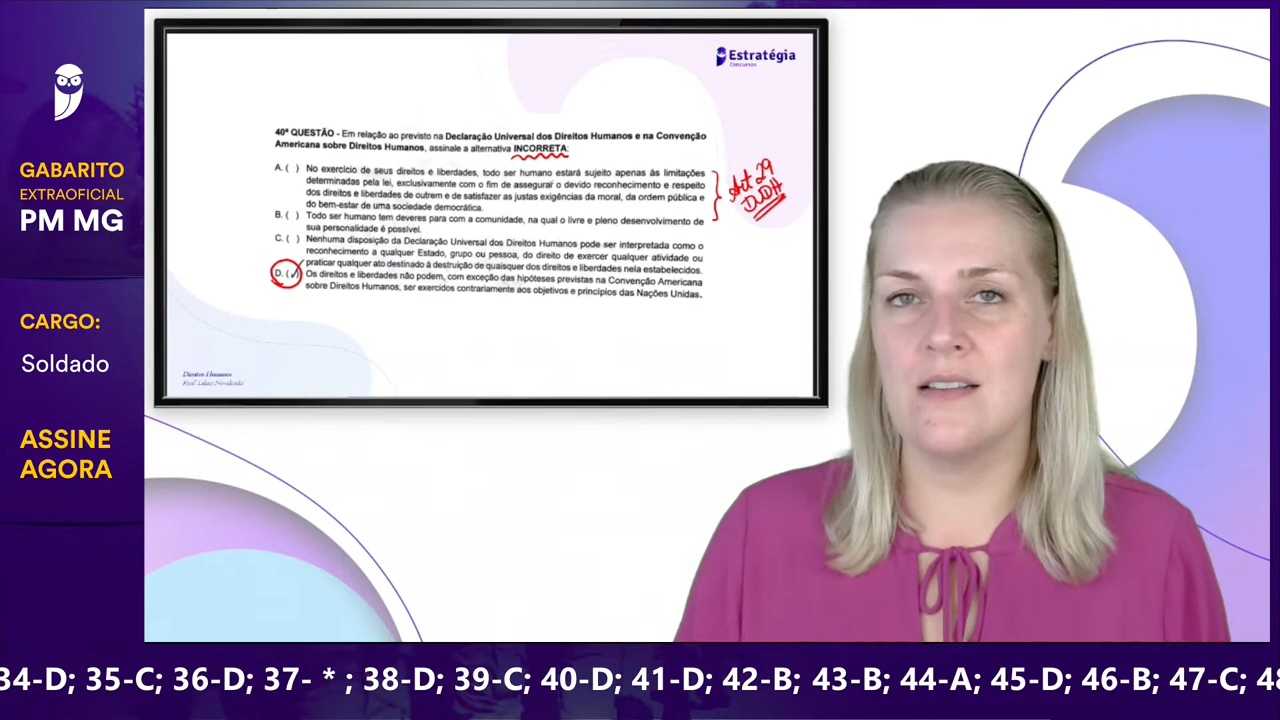 GABARITO
EXTRAOFICIAL
PM MG
CARGO:
Soldado
ASSINE
AGORA
Estratégia
Concursos
40ª QUESTÃO - Em relação ao previsto na Declaração Universal dos Direitos Humanos e na Convenção
Americana sobre Direitos Humanos, assinale a alternativa INCORRETA:
A. ( ) No exercício de seus direitos e liberdades, todo ser humano estará sujeito apenas às limitações
determinadas pela lei, exclusivamente com o fim de assegurar o devido reconhecimento e respeito
dos direitos e liberdades de outrem e de satisfazer as justas exigências da moral, da ordem pública e
do bem-estar de uma sociedade democrática.
B. ( ) Todo ser humano tem deveres para com a comunidade, na qual o livre e pleno desenvolvimento de
sua personalidade é possível.
C. ( ) Nenhuma disposição da Declaração Universal dos Direitos Humanos pode ser interpretada como o
reconhecimento a qualquer Estado, grupo ou pessoa, do direito de exercer qualquer atividade ou
praticar qualquer ato destinado à destruição de quaisquer dos direitos e liberdades nela estabelecidos.
D. (✓) Os direitos e liberdades não podem, com exceção das hipóteses previstas na Convenção Americana
sobre Direitos Humanos, ser exercidos contrariamente aos objetivos e princípios das Nações Unidas.
Art 29
DUDH
Direitos Humanos
34-D; 35-C; 36-D; 37- * ; 38-D; 39-C; 40-D; 41-D; 42-B; 43-B; 44-A; 45-D; 46-B; 47-C; 48